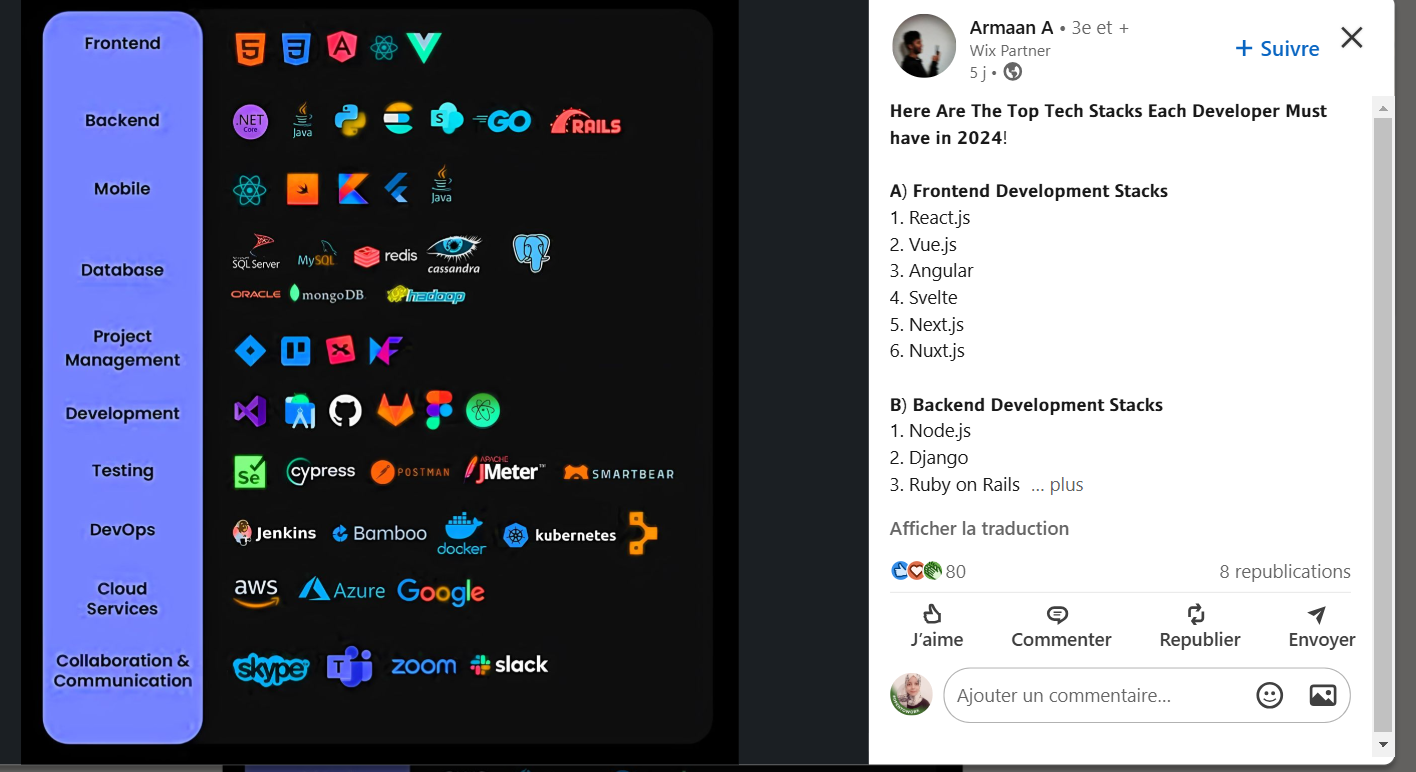 Frontend
Backend
.NET
Core
Java
S
GO
RAILS
Mobile
Java
Database
SQL Server
MySQL
redis
cassandra
ORACLE
mongoDB
hadoop
Project
Management
Development
Testing
Se
cypress
POSTMAN
APACHE
JMeter™
SMARTBEAR
DevOps
Jenkins
Bamboo
docker
kubernetes
Cloud
Services
aws
Azure
Google
Collaboration &
Communication
skype
T
zoom
slack
Armaan A • 3e et +
Wix Partner
5 j •
+ Suivre
Here Are The Top Tech Stacks Each Developer Must
have in 2024!
A) Frontend Development Stacks
1. React.js
2. Vue.js
3. Angular
4. Svelte
5. Next.js
6. Nuxt.js
B) Backend Development Stacks
1. Node.js
2. Django
3. Ruby on Rails ... plus
Afficher la traduction
80
8 republications
J'aime
Commenter
Republier
Envoyer
Ajouter un commentaire...